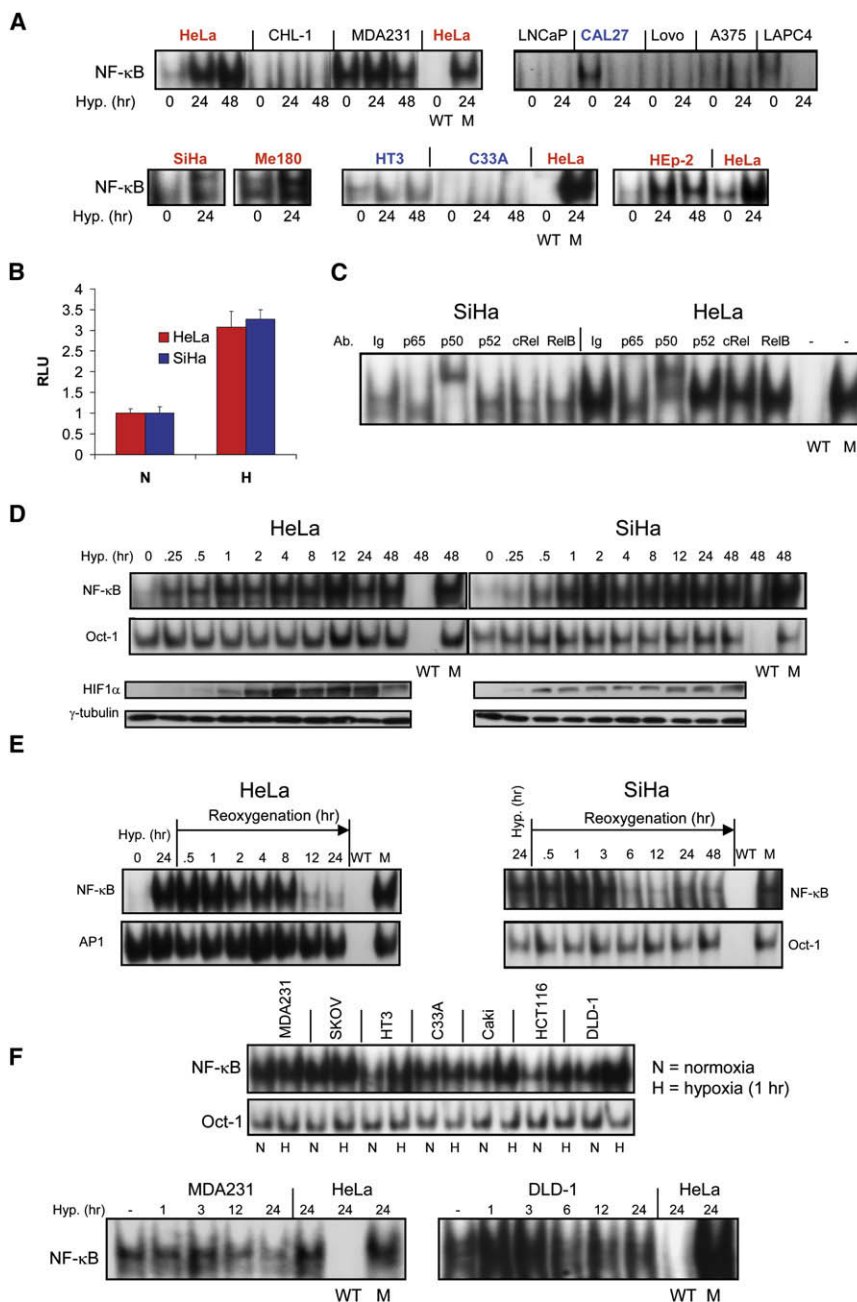 A
HeLa CHL-1 MDA231 HeLa
NF-κB
Hyp. (hr) 0 24 48 0 24 48 0 24 48 0 24
WT M
LNCaP CAL27 Lovo A375 LAPC4
0 24 0 24 0 24 0 24 0 24
SiHa Me180 HT3 C33A HeLa HEp-2 HeLa
NF-κB
Hyp. (hr) 0 24 0 24 0 24 48 0 24 48 0 24 0 24 48 0 24
WT M
B
RLU
4
3.5
3
2.5
2
1.5
1
0.5
0
HeLa
SiHa
N H
C
SiHa HeLa
Ab. Ig p65 p50 p52 cRel RelB Ig p65 p50 p52 cRel RelB - -
WT M
D
HeLa SiHa
Hyp. (hr) 0 .25 .5 1 2 4 8 12 24 48 48 48 0 .25 .5 1 2 4 8 12 24 48 48 48
NF-κB
Oct-1
WT M WT M
HIF1α
γ-tubulin
E
HeLa
Reoxygenation (hr)
Hyp. (hr)
0 24 .5 1 2 4 8 12 24 WT M
NF-κB
AP1
SiHa
Hyp. (hr)
Reoxygenation (hr)
24 .5 1 3 6 12 24 48 WT M
NF-κB
Oct-1
F
MDA231 SKOV HT3 C33A Caki HCT116 DLD-1
NF-κB
N = normoxia
H = hypoxia (1 hr)
Oct-1
N H N H N H N H N H N H N H
MDA231 HeLa
Hyp. (hr) - 1 3 12 24 24 24 24
NF-κB
WT M
DLD-1 HeLa
- 1 3 6 12 24 24 24
WT M